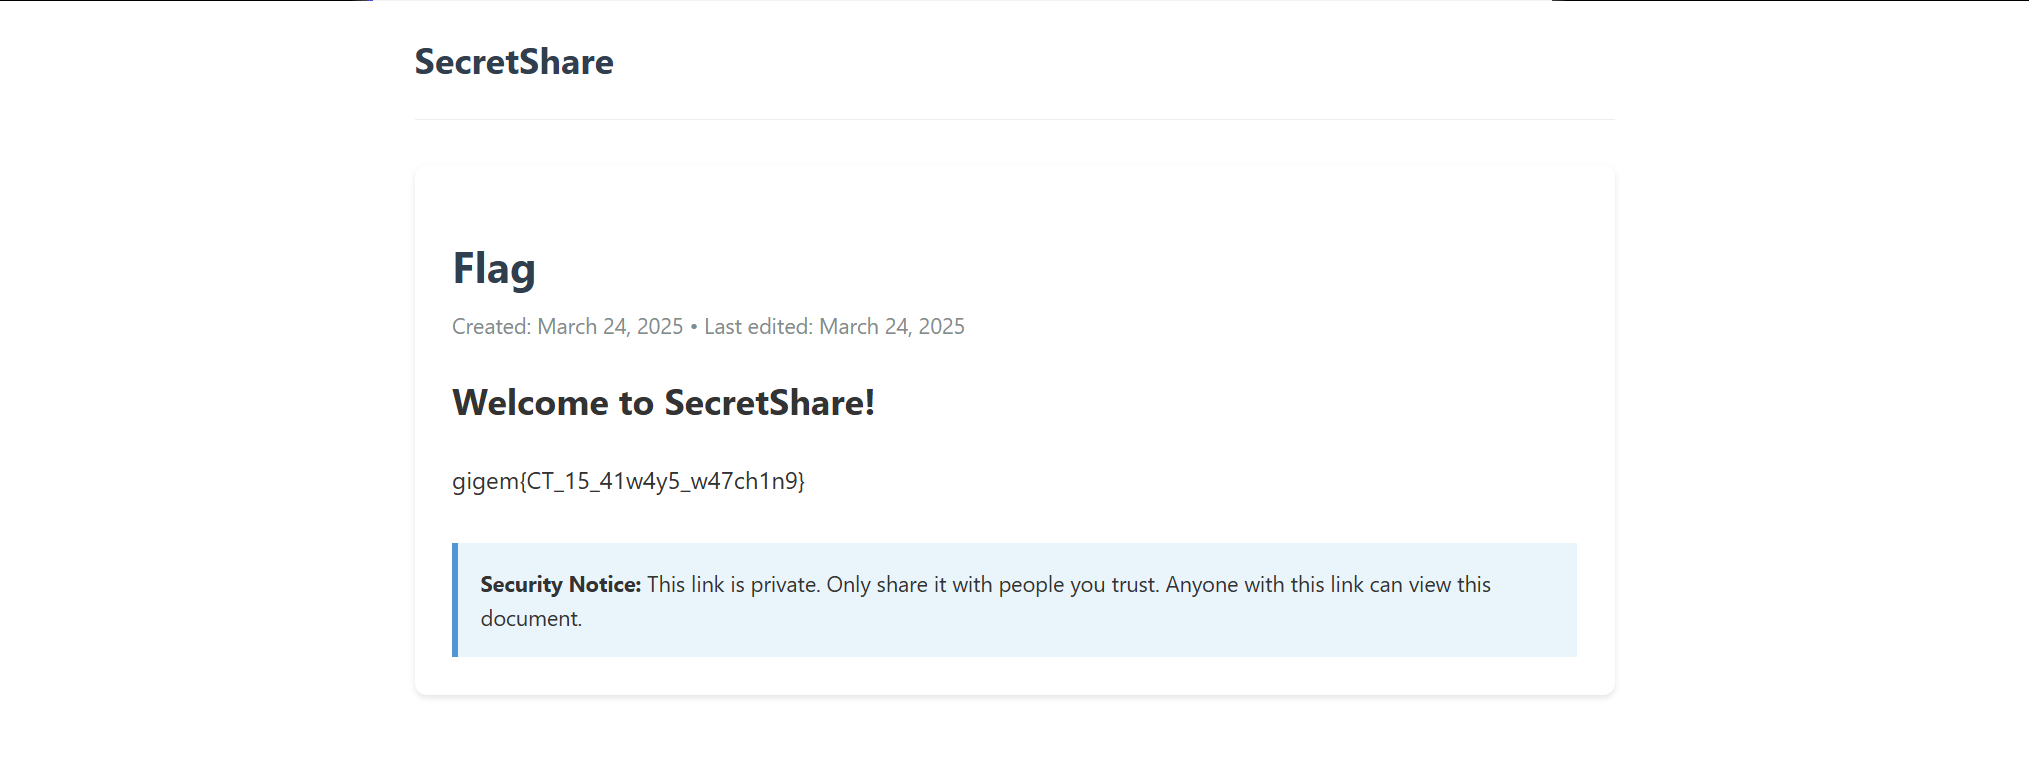 SecretShare
Flag
Created: March 24, 2025 • Last edited: March 24, 2025
Welcome to SecretShare!
gigem{CT_15_41w4y5_w47ch1n9}
Security Notice: This link is private. Only share it with people you trust. Anyone with this link can view this
document.